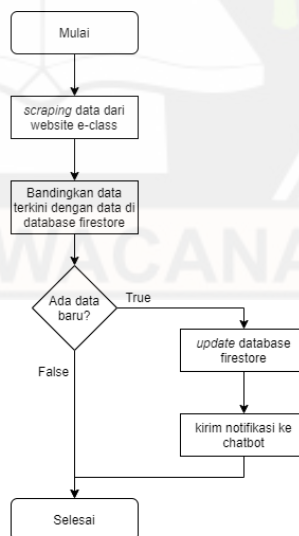 Mulai
scraping data dari
website e-class
Bandingkan data
terkini dengan data di
database firestore
WACANA
Ada data
baru?
True
False
update database
firestore
kirim notifikasi ke
chatbot
Selesai